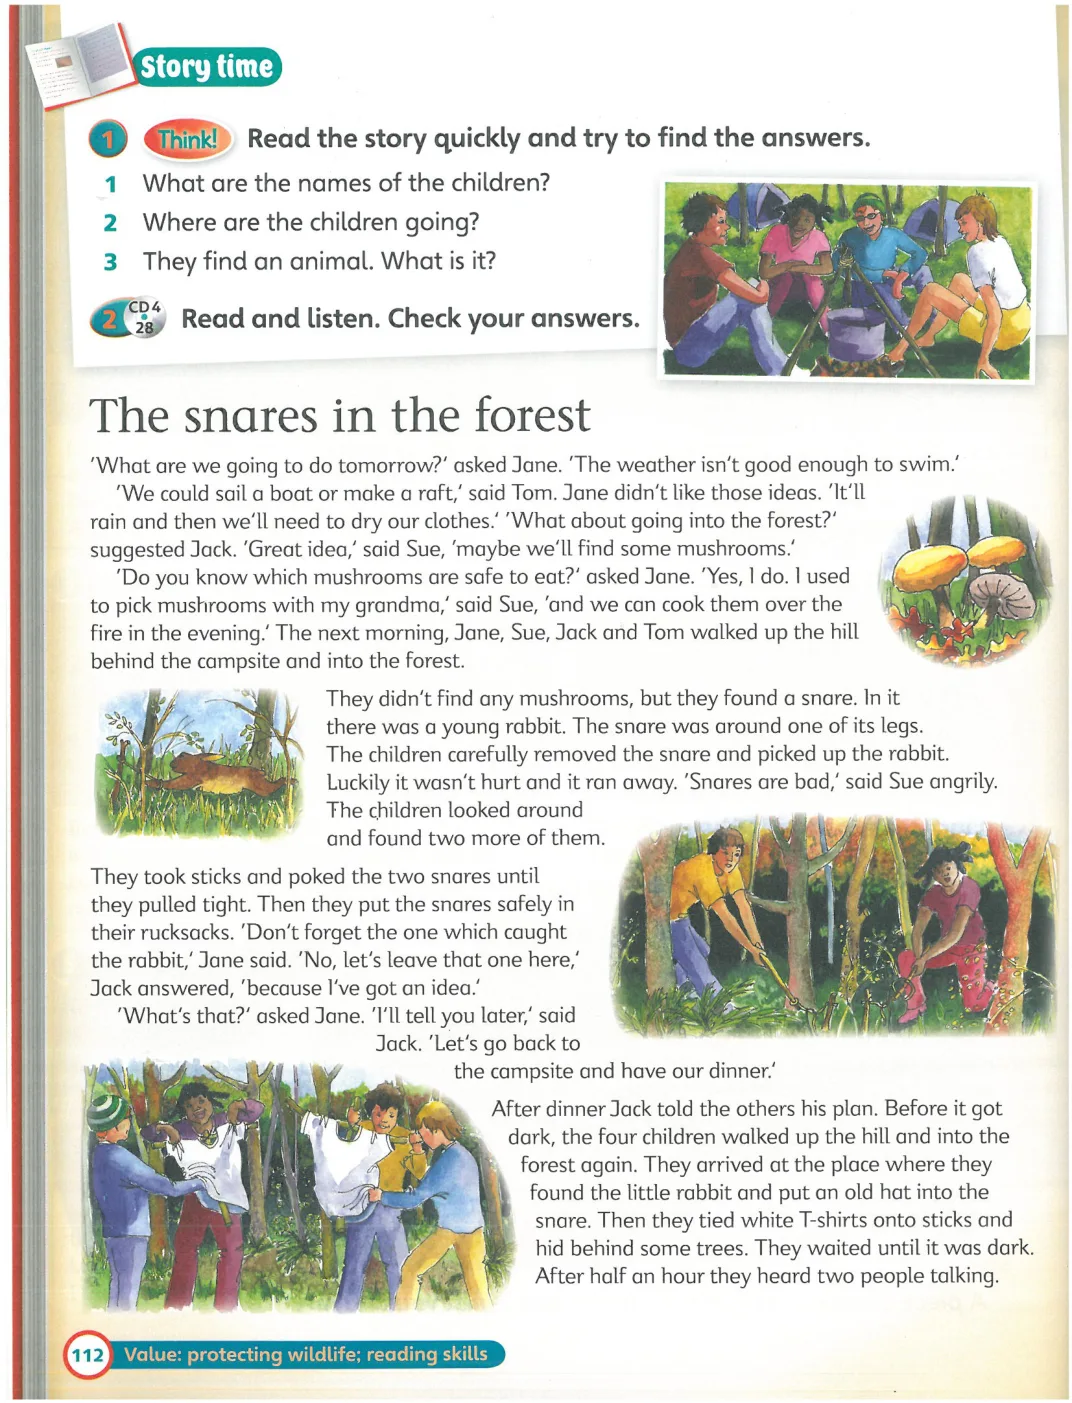 Story time
1 Think! Read the story quickly and try to find the answers.
1 What are the names of the children?
2 Where are the children going?
3 They find an animal. What is it?
2 CD4 28 Read and listen. Check your answers.
The snares in the forest
'What are we going to do tomorrow?' asked Jane. 'The weather isn't good enough to swim.'
'We could sail a boat or make a raft,' said Tom. Jane didn't like those ideas. 'It'll
rain and then we'll need to dry our clothes.' 'What about going into the forest?'
suggested Jack. 'Great idea,' said Sue, 'maybe we'll find some mushrooms.'
'Do you know which mushrooms are safe to eat?' asked Jane. 'Yes, I do. I used
to pick mushrooms with my grandma,' said Sue, 'and we can cook them over the
fire in the evening.' The next morning, Jane, Sue, Jack and Tom walked up the hill
behind the campsite and into the forest.
They didn't find any mushrooms, but they found a snare. In it
there was a young rabbit. The snare was around one of its legs.
The children carefully removed the snare and picked up the rabbit.
Luckily it wasn't hurt and it ran away. 'Snares are bad,' said Sue angrily.
The children looked around
and found two more of them.
They took sticks and poked the two snares until
they pulled tight. Then they put the snares safely in
their rucksacks. 'Don't forget the one which caught
the rabbit,' Jane said. 'No, let's leave that one here,'
Jack answered, 'because I've got an idea.'
'What's that?' asked Jane. 'I'll tell you later,' said
Jack. 'Let's go back to
the campsite and have our dinner.'
After dinner Jack told the others his plan. Before it got
dark, the four children walked up the hill and into the
forest again. They arrived at the place where they
found the little rabbit and put an old hat into the
snare. Then they tied white T-shirts onto sticks and
hid behind some trees. They waited until it was dark.
After half an hour they heard two people talking.
112 Value: protecting wildlife; reading skills